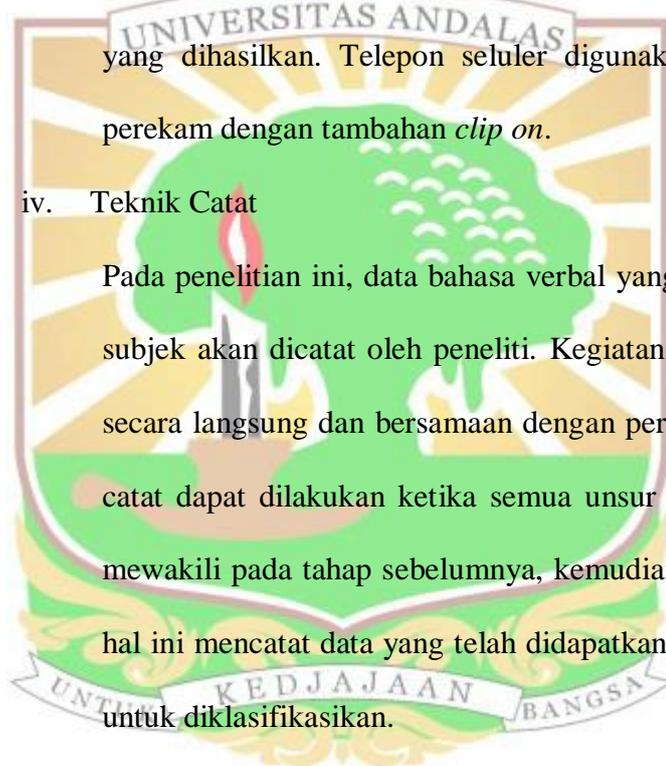 UNIVERSITAS ANDALAS
yang dihasilkan. Telepon seluler digunak
perekam dengan tambahan clip on.
iv. Teknik Catat
Pada penelitian ini, data bahasa verbal yang
subjek akan dicatat oleh peneliti. Kegiatan
secara langsung dan bersamaan dengan per
catat dapat dilakukan ketika semua unsur
mewakili pada tahap sebelumnya, kemudia
hal ini mencatat data yang telah didapatkan
untuk diklasifikasikan.
UNTUK KEDJAJAAN BANGSA